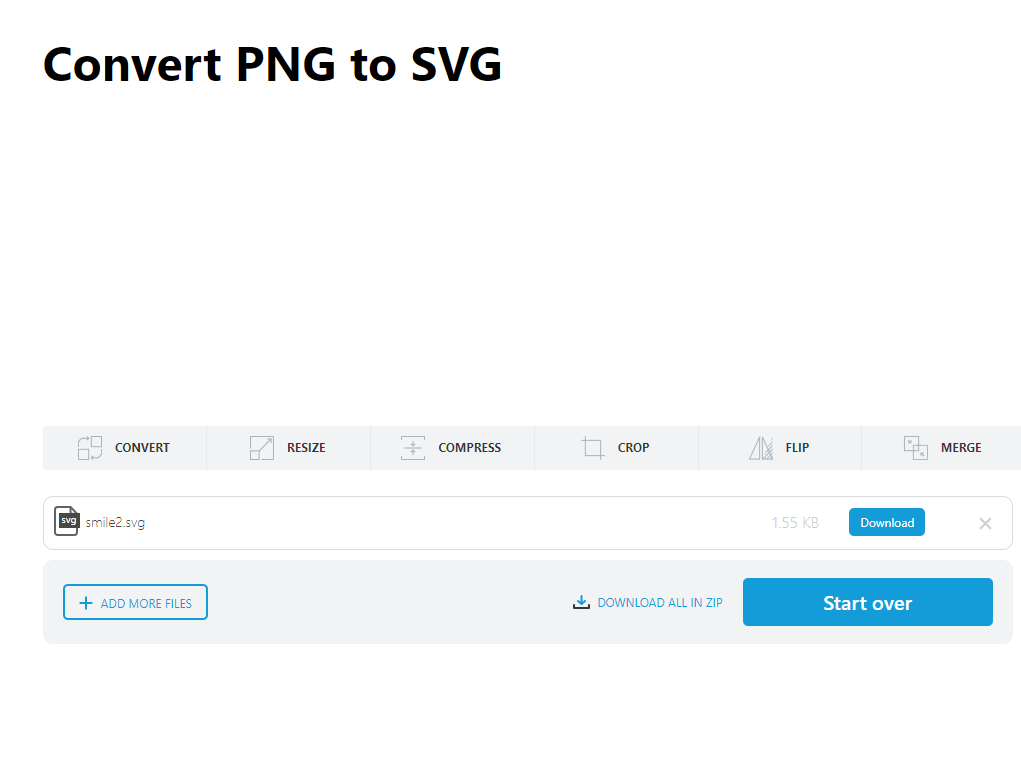 Convert PNG to SVG
CONVERT RESIZE COMPRESS CROP FLIP MERGE
svg smile2.svg 1.55 KB Download
ADD MORE FILES DOWNLOAD ALL IN ZIP Start over